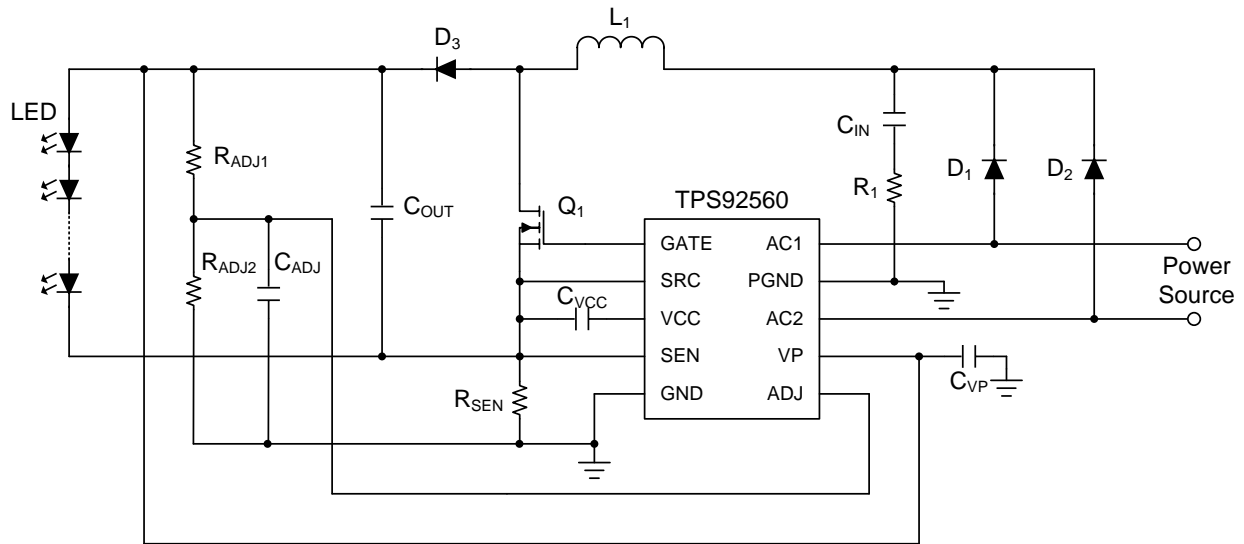 L1
D3
LED
CIN
RADJ1
D1
D2
R1
TPS92560
COUT
Q1
GATE
AC1
RADJ2
CADJ
SRC
PGND
Power
Source
CVCC
VCC
AC2
SEN
VP
CVP
RSEN
GND
ADJ